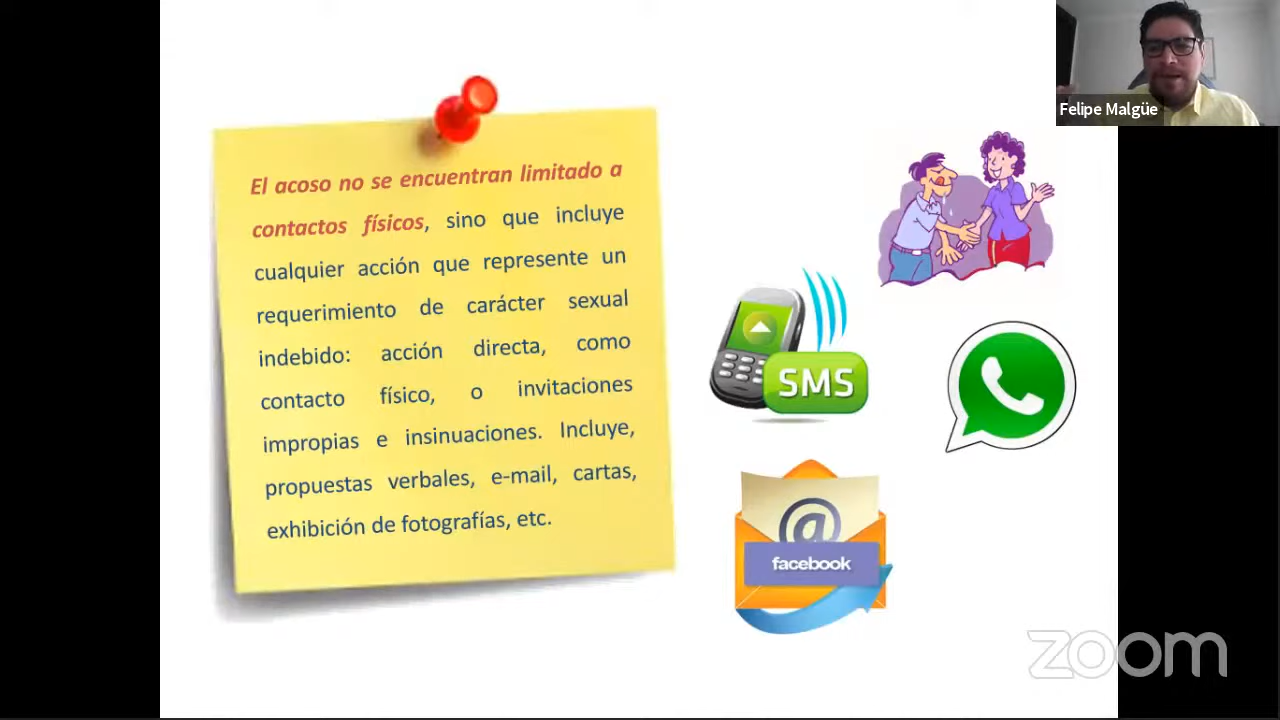 Felipe Malgüe
El acoso no se encuentran limitado a
contactos físicos, sino que incluye
cualquier acción que represente un
requerimiento de carácter sexual
indebido: acción directa, como
contacto físico, o invitaciones
impropias e insinuaciones. Incluye,
propuestas verbales, e-mail, cartas,
exhibición de fotografías, etc.
SMS
@
facebook
zoom